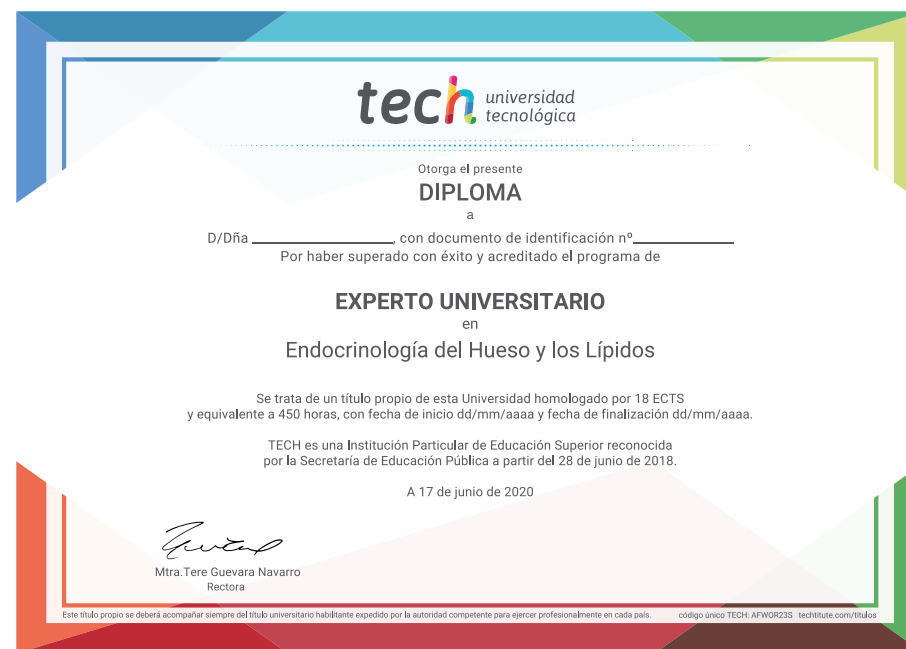 tech universidad
tecnológica
Otorga el presente
DIPLOMA
a
D/Dña ____________________, con documento de identificación nº______________
Por haber superado con éxito y acreditado el programa de
EXPERTO UNIVERSITARIO
en
Endocrinología del Hueso y los Lípidos
Se trata de un título propio de esta Universidad homologado por 18 ECTS
y equivalente a 450 horas, con fecha de inicio dd/mm/aaaa y fecha de finalización dd/mm/aaaa.
TECH es una Institución Particular de Educación Superior reconocida
por la Secretaría de Educación Pública a partir del 28 de junio de 2018.
A 17 de junio de 2020
Mtra.Tere Guevara Navarro
Rectora
Este título propio se deberá acompañar siempre del título universitario habilitante expedido por la autoridad competente para ejercer profesionalmente en cada país. código único TECH: AFWOR23S techtitute.com/titulos